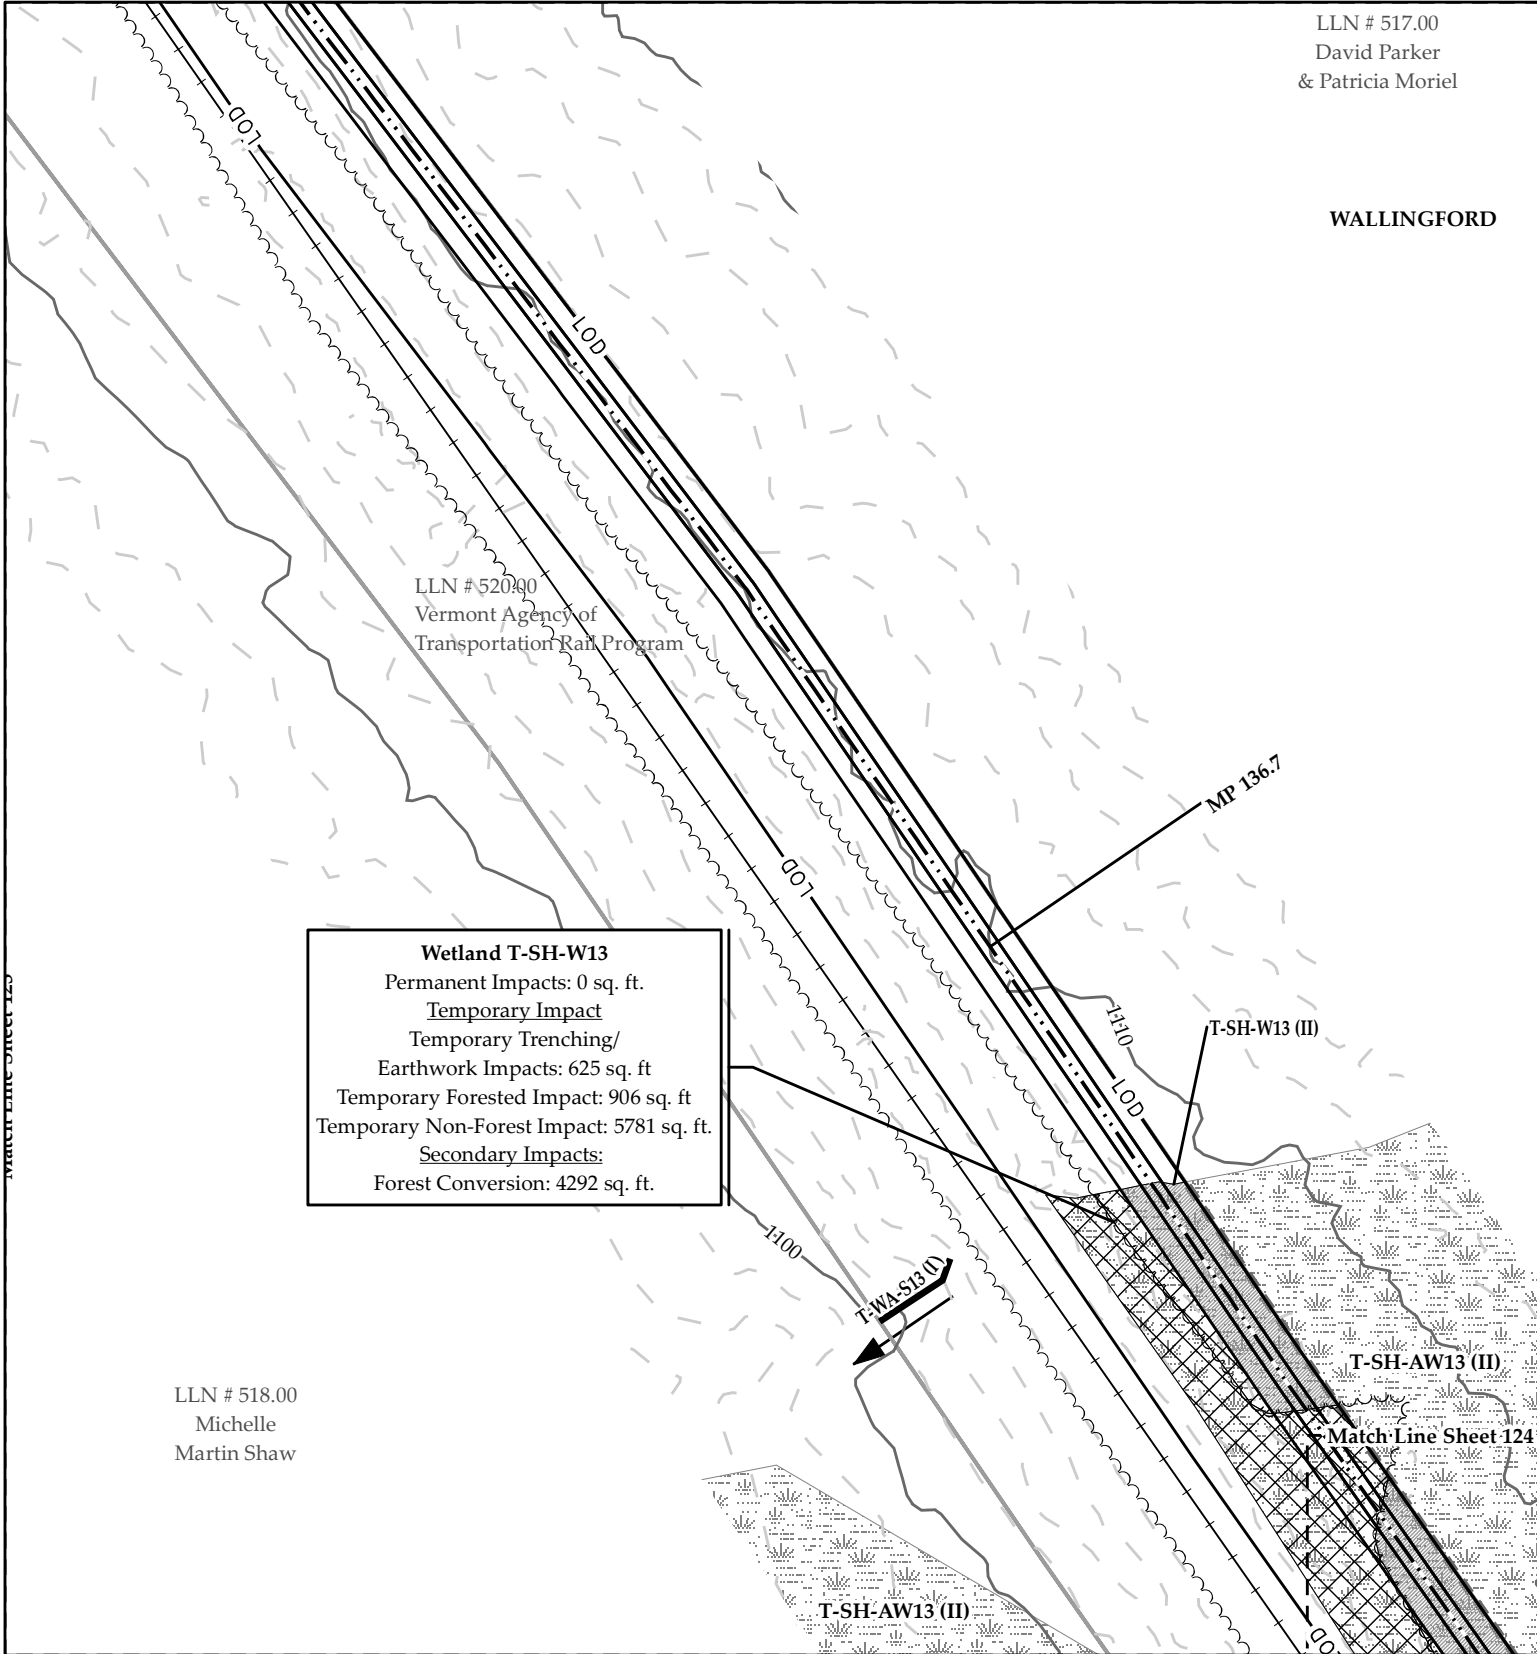 LLN # 517.00
David Parker
& Patricia Moriel
WALLINGFORD
LOD
LOD
LLN # 520.00
Vermont Agency of
Transportation Rail Program
MP 136.7
LOD
Wetland T-SH-W13
Permanent Impacts: 0 sq. ft.
Temporary Impact
Temporary Trenching/
Earthwork Impacts: 625 sq. ft
Temporary Forested Impact: 906 sq. ft
Temporary Non-Forest Impact: 5781 sq. ft.
Secondary Impacts:
Forest Conversion: 4292 sq. ft.
Match Line Sheet
1110
T-SH-W13 (II)
LOD
1100
T-WA-S13 (I)
T-SH-AW13 (II)
LLN # 518.00
Michelle
Martin Shaw
Match Line Sheet 124
T-SH-AW13 (II)
LOD